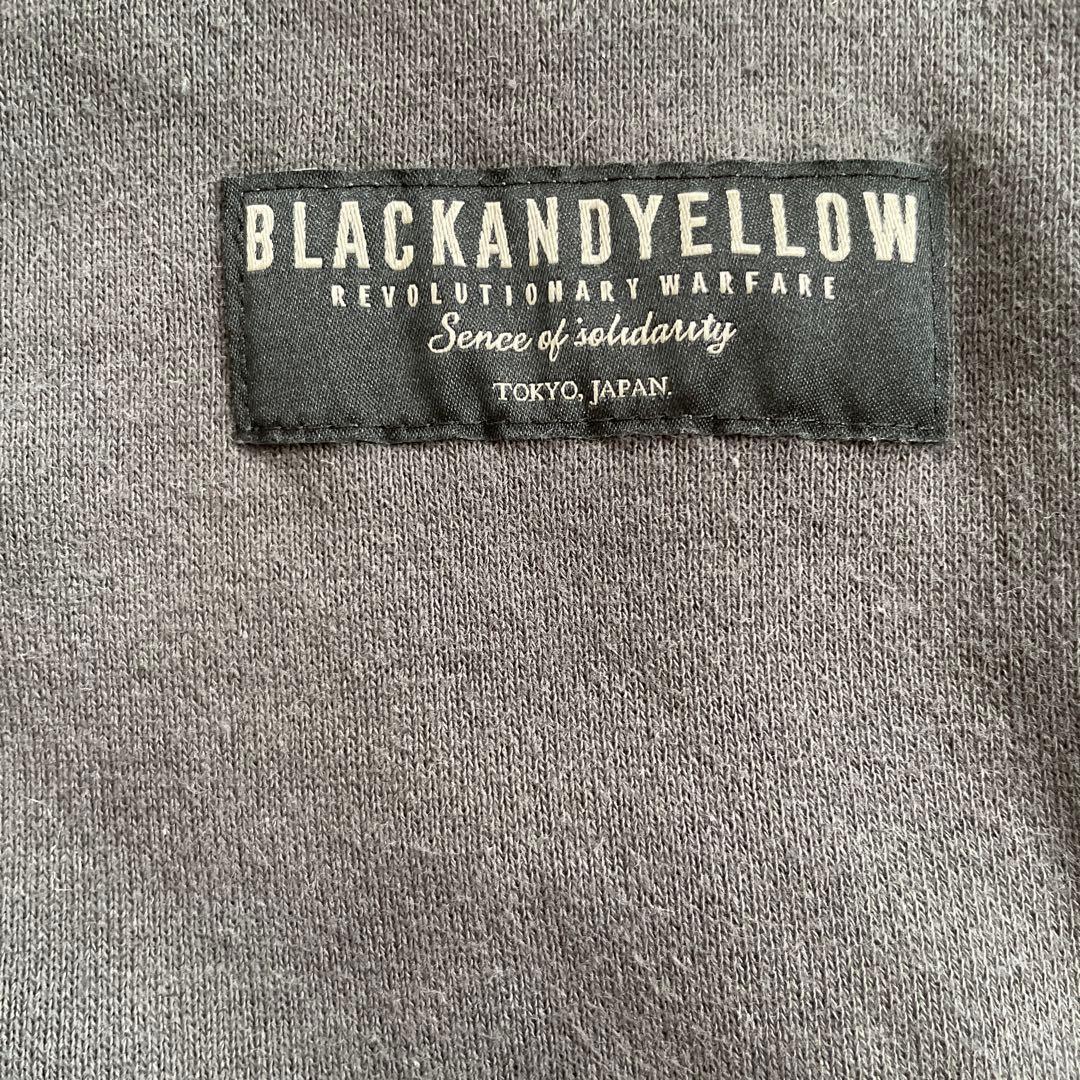 BLACKANDYELLOW
REVOLUTIONARY WARFARE
Sence of solidarity
TOKYO, JAPAN.